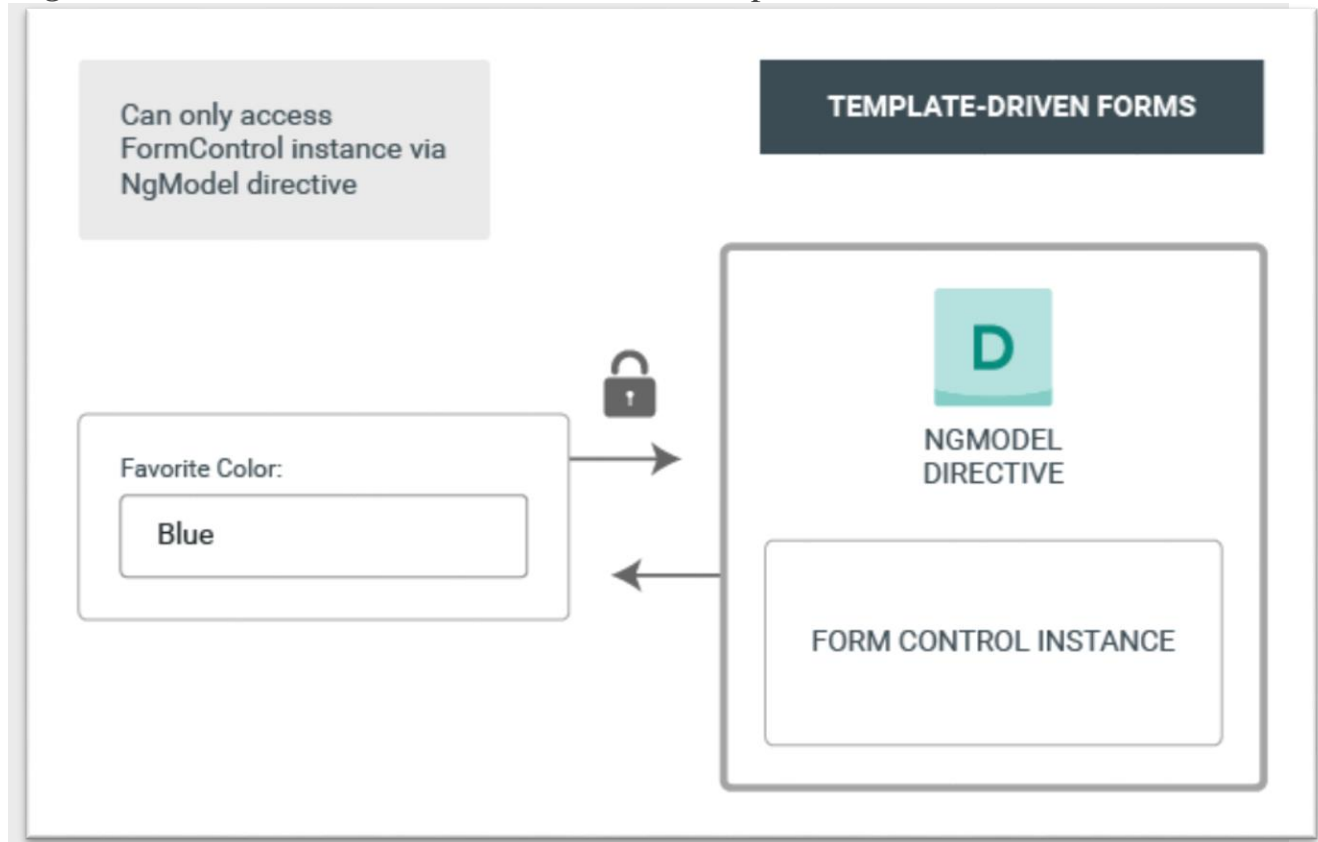 Can only access
FormControl instance via
NgModel directive
TEMPLATE-DRIVEN FORMS
D
NGMODEL
DIRECTIVE
Favorite Color:
Blue
FORM CONTROL INSTANCE